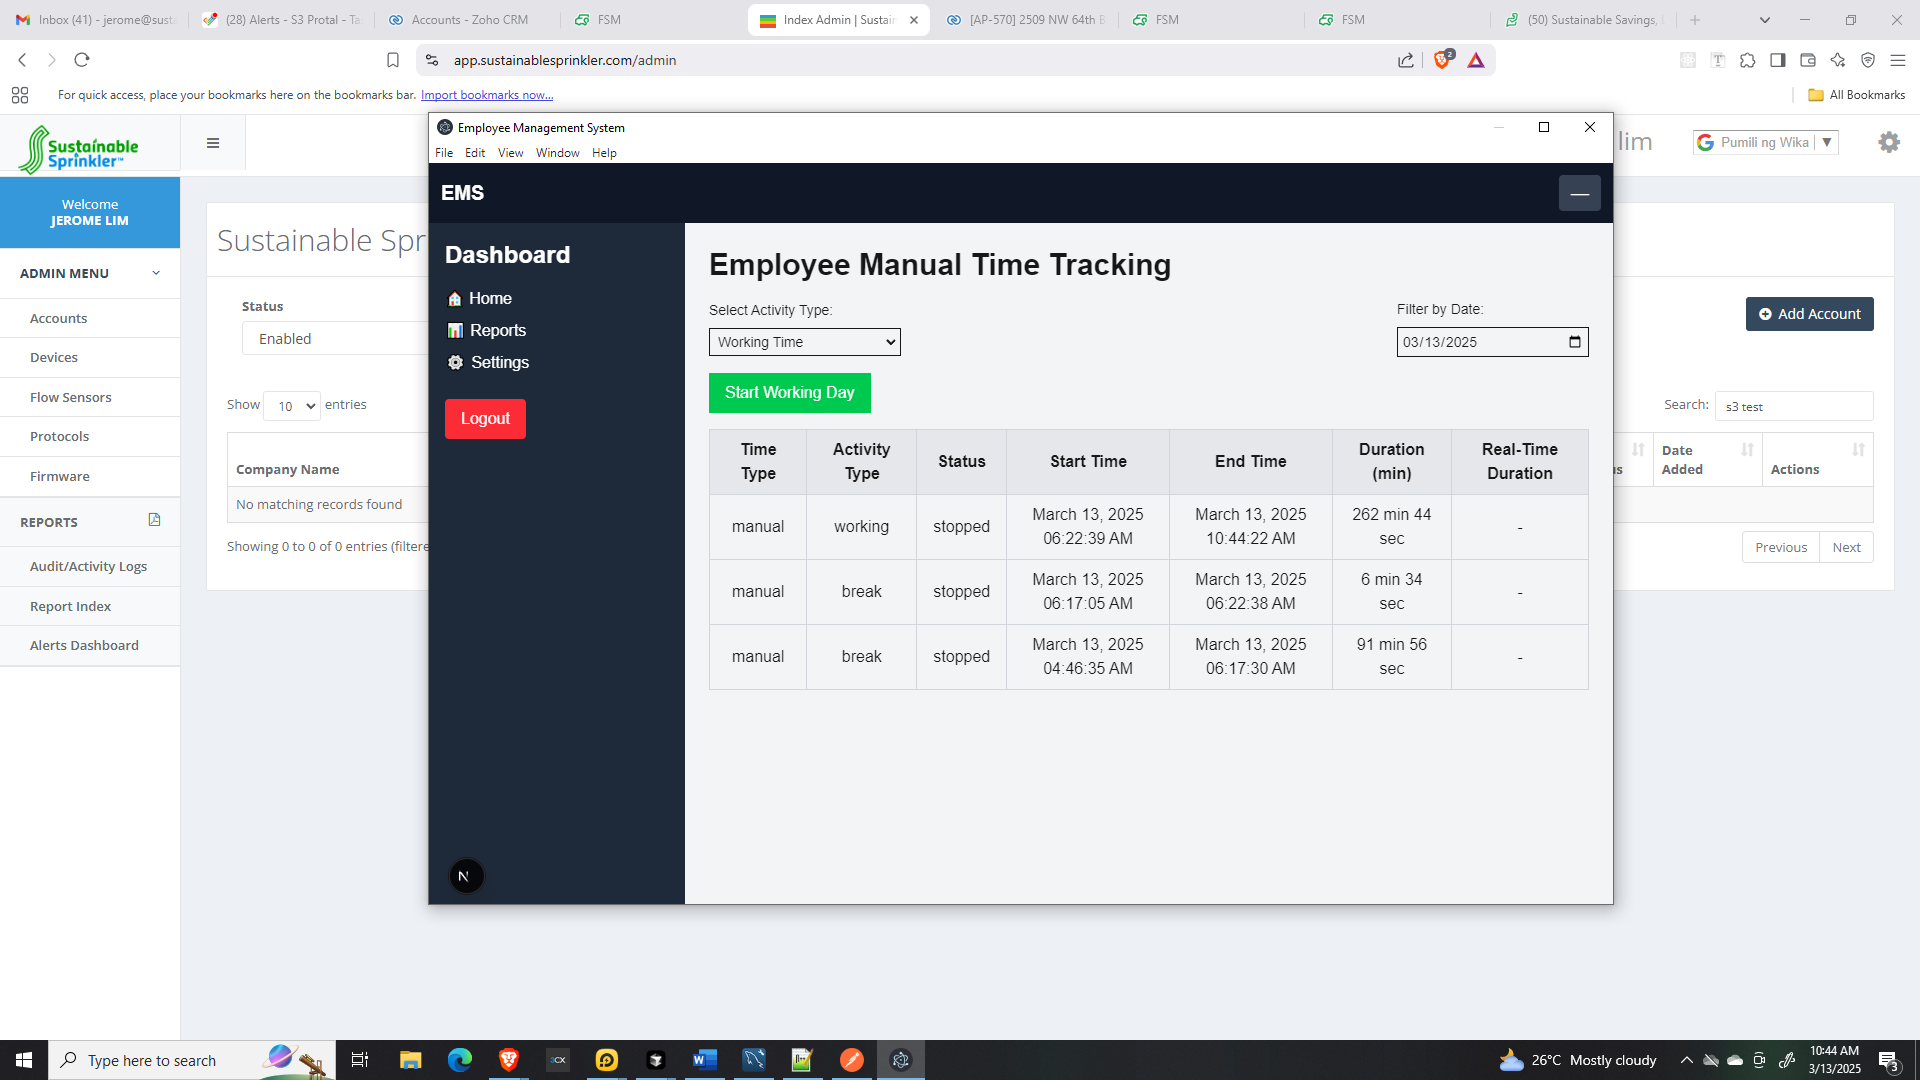 Inbox (41) - jerome@susta
(28) Alerts - S3 Protal - Ta
Accounts - Zoho CRM
FSM
Index Admin | Sustain
[AP-570] 2509 NW 64th B
FSM
FSM
(50) Sustainable Savings,
app.sustainablesprinkler.com/admin
2
For quick access, place your bookmarks here on the bookmarks bar. Import bookmarks now...
All Bookmarks
Sustainable
Sprinkler™
lim
Pumili ng Wika
Welcome
JEROME LIM
ADMIN MENU
Accounts
Devices
Flow Sensors
Protocols
Firmware
REPORTS
Audit/Activity Logs
Report Index
Alerts Dashboard
Sustainable Spr
Status
Enabled
Add Account
Show 10 entries
Search: s3 test
Company Name
us
Date Added
Actions
No matching records found
Showing 0 to 0 of 0 entries (filtere
Previous Next
Employee Management System
File Edit View Window Help
EMS
Dashboard
Home
Reports
Settings
Logout
N
Employee Manual Time Tracking
Select Activity Type:
Working Time
Filter by Date:
03/13/2025
Start Working Day
Time Type Activity Type Status Start Time End Time Duration (min) Real-Time Duration
manual working stopped March 13, 2025 06:22:39 AM March 13, 2025 10:44:22 AM 262 min 44 sec -
manual break stopped March 13, 2025 06:17:05 AM March 13, 2025 06:22:38 AM 6 min 34 sec -
manual break stopped March 13, 2025 04:46:35 AM March 13, 2025 06:17:30 AM 91 min 56 sec -
Type here to search
26°C Mostly cloudy
10:44 AM
3/13/2025
3